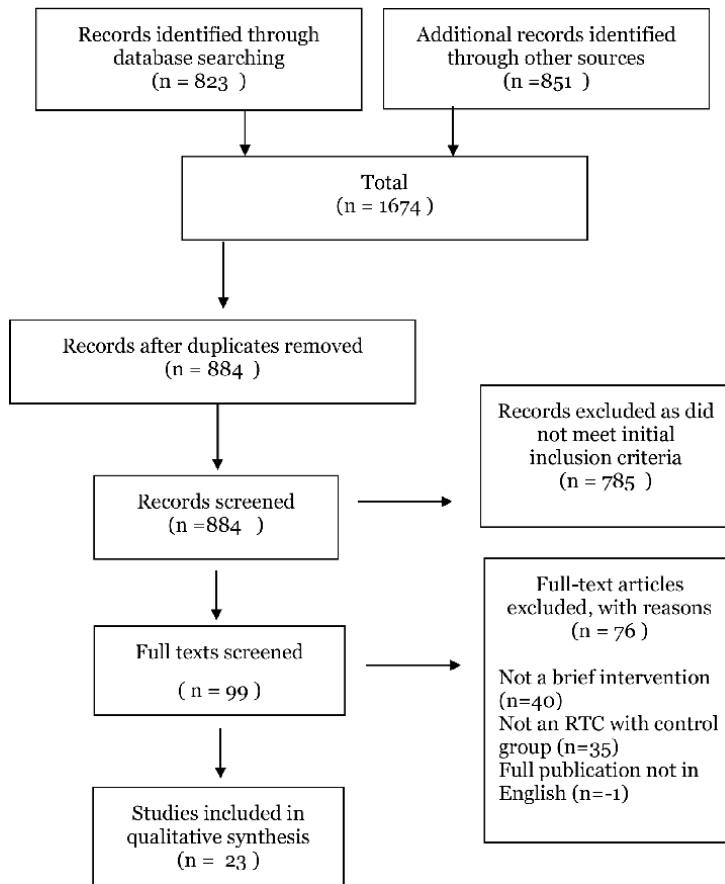 Records identified through
database searching
(n = 823 )
Additional records identified
through other sources
(n =851 )
Total
(n = 1674 )
Records after duplicates removed
(n = 884 )
Records screened
(n =884 )
Records excluded as did
not meet initial
inclusion criteria
(n = 785 )
Full texts screened
( n = 99 )
Full-text articles
excluded, with reasons
(n = 76 )
Not a brief intervention
(n=40)
Not an RTC with control
group (n=35)
Full publication not in
English (n=-1)
Studies included in
qualitative synthesis
(n = 23 )